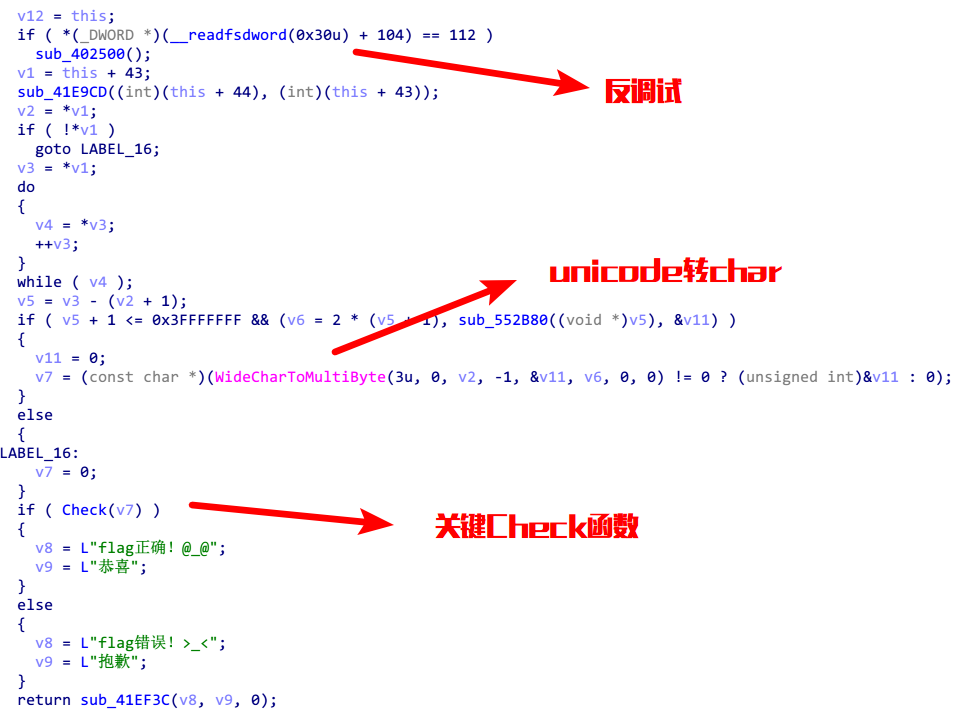 v12 = this;
if ( *(_DWORD *)(__readfsdword(0x30u) + 104) == 112 )
sub_402500();
反调试
v1 = this + 43;
sub_41E9CD((int)(this + 44), (int)(this + 43));
v2 = *v1;
if ( !*v1 )
goto LABEL_16;
v3 = *v1;
do
{
v4 = *v3;
++v3;
}
unicode转char
while ( v4 );
v5 = v3 - (v2 + 1);
if ( v5 + 1 <= 0x3FFFFFFF && (v6 = 2 * (v5 + 1), sub_552B80((void *)v5), &v11) )
{
v11 = 0;
v7 = (const char *)(WideCharToMultiByte(3u, 0, v2, -1, &v11, v6, 0, 0) != 0 ? (unsigned int)&v11 : 0);
}
else
{
LABEL_16:
v7 = 0;
}
if ( Check(v7) )
关键Check函数
{
v8 = L"flag正确！@_@";
v9 = L"恭喜";
}
else
{
v8 = L"flag错误！>_<";
v9 = L"抱歉";
}
return sub_41EF3C(v8, v9, 0);